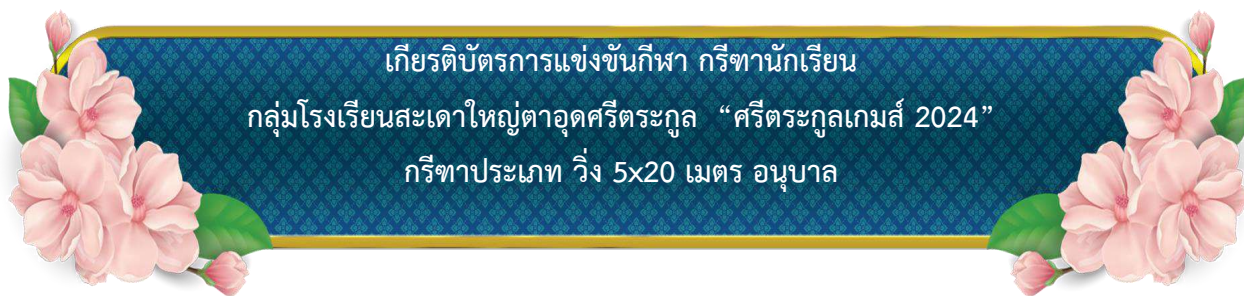 เกียรติบัตรการแข่งขันกีฬา กรีฑานักเรียน
กลุ่มโรงเรียนสะเดาใหญ่ตาอุดศรีตระกูล “ศรีตระกูลเกมส์ 2024”
กรีฑาประเภท วิ่ง 5x20 เมตร อนุบาล